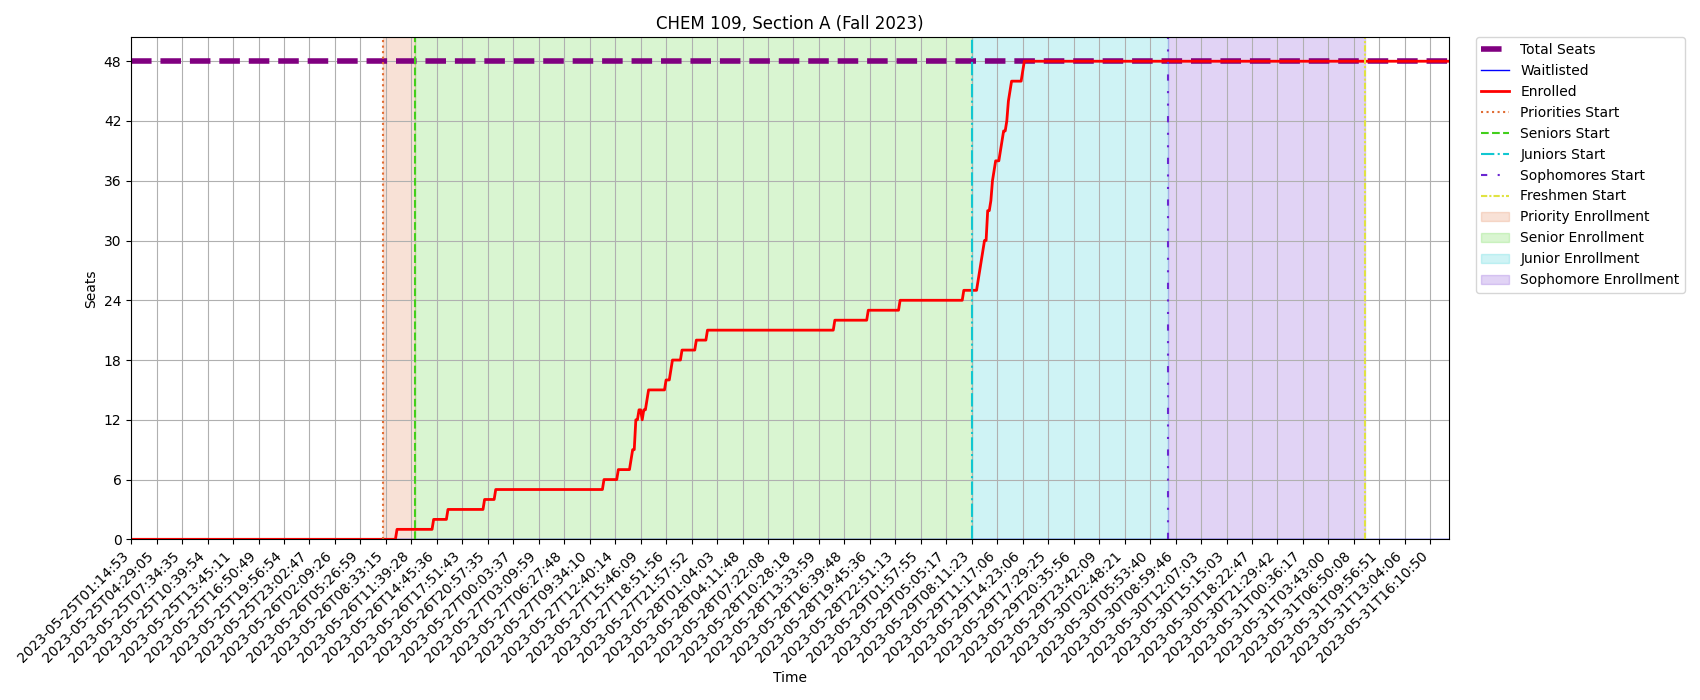 CHEM 109, Section A (Fall 2023)
Seats
48
42
36
30
24
18
12
6
0
2023-05-25T01:14:53
2023-05-25T04:29:05
2023-05-25T07:34:35
2023-05-25T10:39:54
2023-05-25T13:45:11
2023-05-25T16:50:49
2023-05-25T19:56:54
2023-05-25T23:02:47
2023-05-26T02:09:26
2023-05-26T05:26:59
2023-05-26T08:33:15
2023-05-26T11:39:28
2023-05-26T14:45:36
2023-05-26T17:51:43
2023-05-26T20:57:35
2023-05-27T00:03:37
2023-05-27T03:09:59
2023-05-27T06:27:48
2023-05-27T09:34:10
2023-05-27T12:40:14
2023-05-27T15:46:09
2023-05-27T18:51:56
2023-05-27T21:57:52
2023-05-28T01:04:03
2023-05-28T04:11:48
2023-05-28T07:22:08
2023-05-28T10:28:18
2023-05-28T13:33:59
2023-05-28T16:39:48
2023-05-28T19:45:36
2023-05-28T22:51:13
2023-05-29T01:57:55
2023-05-29T05:05:17
2023-05-29T08:11:23
2023-05-29T11:17:06
2023-05-29T14:23:06
2023-05-29T17:29:25
2023-05-29T20:35:56
2023-05-29T23:42:09
2023-05-30T02:48:21
2023-05-30T05:53:40
2023-05-30T08:59:46
2023-05-30T12:07:03
2023-05-30T15:15:03
2023-05-30T18:22:47
2023-05-30T21:29:42
2023-05-31T00:36:17
2023-05-31T03:43:00
2023-05-31T06:50:08
2023-05-31T09:56:51
2023-05-31T13:04:06
2023-05-31T16:10:50
Time
Total Seats
Waitlisted
Enrolled
Priorities Start
Seniors Start
Juniors Start
Sophomores Start
Freshmen Start
Priority Enrollment
Senior Enrollment
Junior Enrollment
Sophomore Enrollment